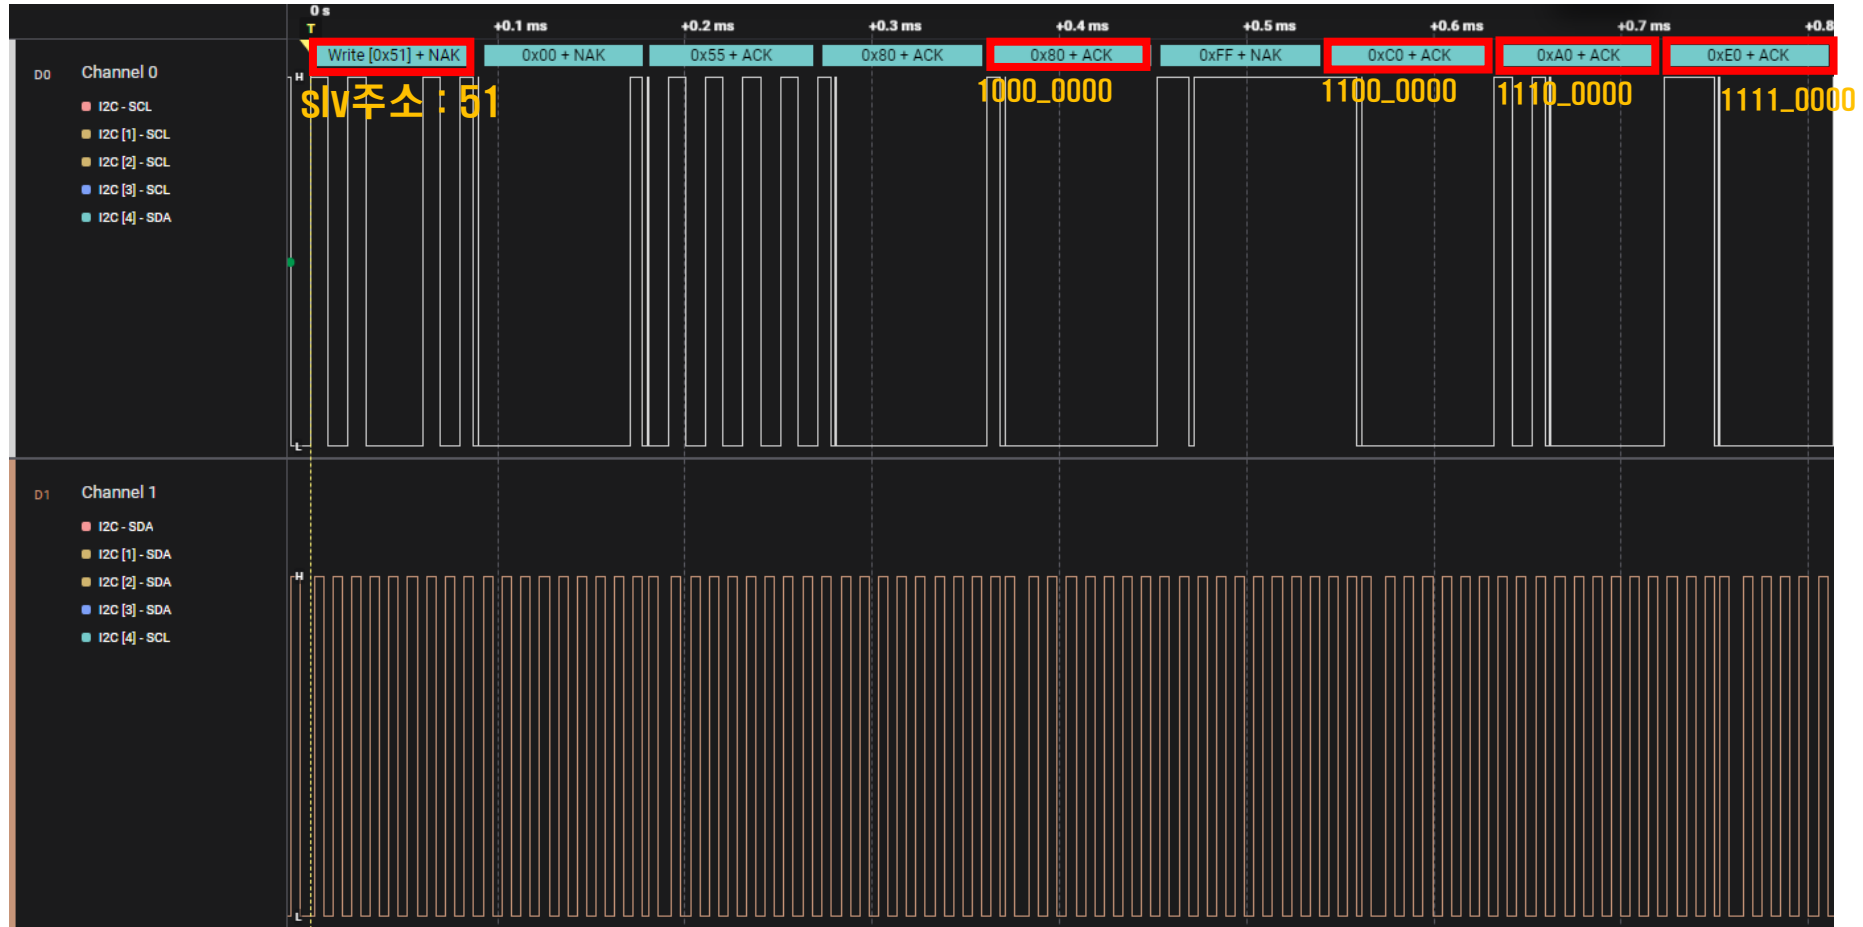 0 s
T
+0.1 ms
+0.2 ms
+0.3 ms
+0.4 ms
+0.5 ms
+0.6 ms
+0.7 ms
+0.8
Write [0x51] + NAK
0x00 + NAK
0x55 + ACK
0x80 + ACK
0x80 + ACK
0xFF + NAK
0xC0 + ACK
0xA0 + ACK
0xE0 + ACK
slv주소 : 51
1000_0000
1100_0000
1110_0000
1111_0000
D0
Channel 0
I2C - SCL
I2C [1] - SCL
I2C [2] - SCL
I2C [3] - SCL
I2C [4] - SDA
H
L
D1
Channel 1
I2C - SDA
I2C [1] - SDA
I2C [2] - SDA
I2C [3] - SDA
I2C [4] - SCL
H
L